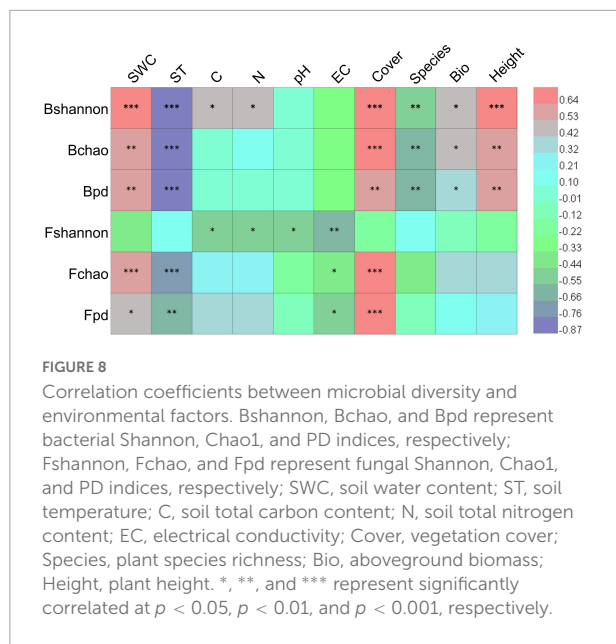 SWC ST C N pH EC Cover Species Bio Height
Bshannon *** *** * * *** ** * ***
0.64
0.53
Bchao ** *** *** ** * **
0.42
0.32
Bpd ** *** ** ** * **
0.21
0.10
-0.01
Fshannon * * * **
-0.12
-0.22
-0.33
Fchao *** *** * ***
-0.44
-0.55
-0.66
Fpd * ** * ***
-0.76
-0.87
FIGURE 8
Correlation coefficients between microbial diversity and
environmental factors. Bshannon, Bchao, and Bpd represent
bacterial Shannon, Chao1, and PD indices, respectively;
Fshannon, Fchao, and Fpd represent fungal Shannon, Chao1,
and PD indices, respectively; SWC, soil water content; ST, soil
temperature; C, soil total carbon content; N, soil total nitrogen
content; EC, electrical conductivity; Cover, vegetation cover;
Species, plant species richness; Bio, aboveground biomass;
Height, plant height. *, **, and *** represent significantly
correlated at p < 0.05, p < 0.01, and p < 0.001, respectively.